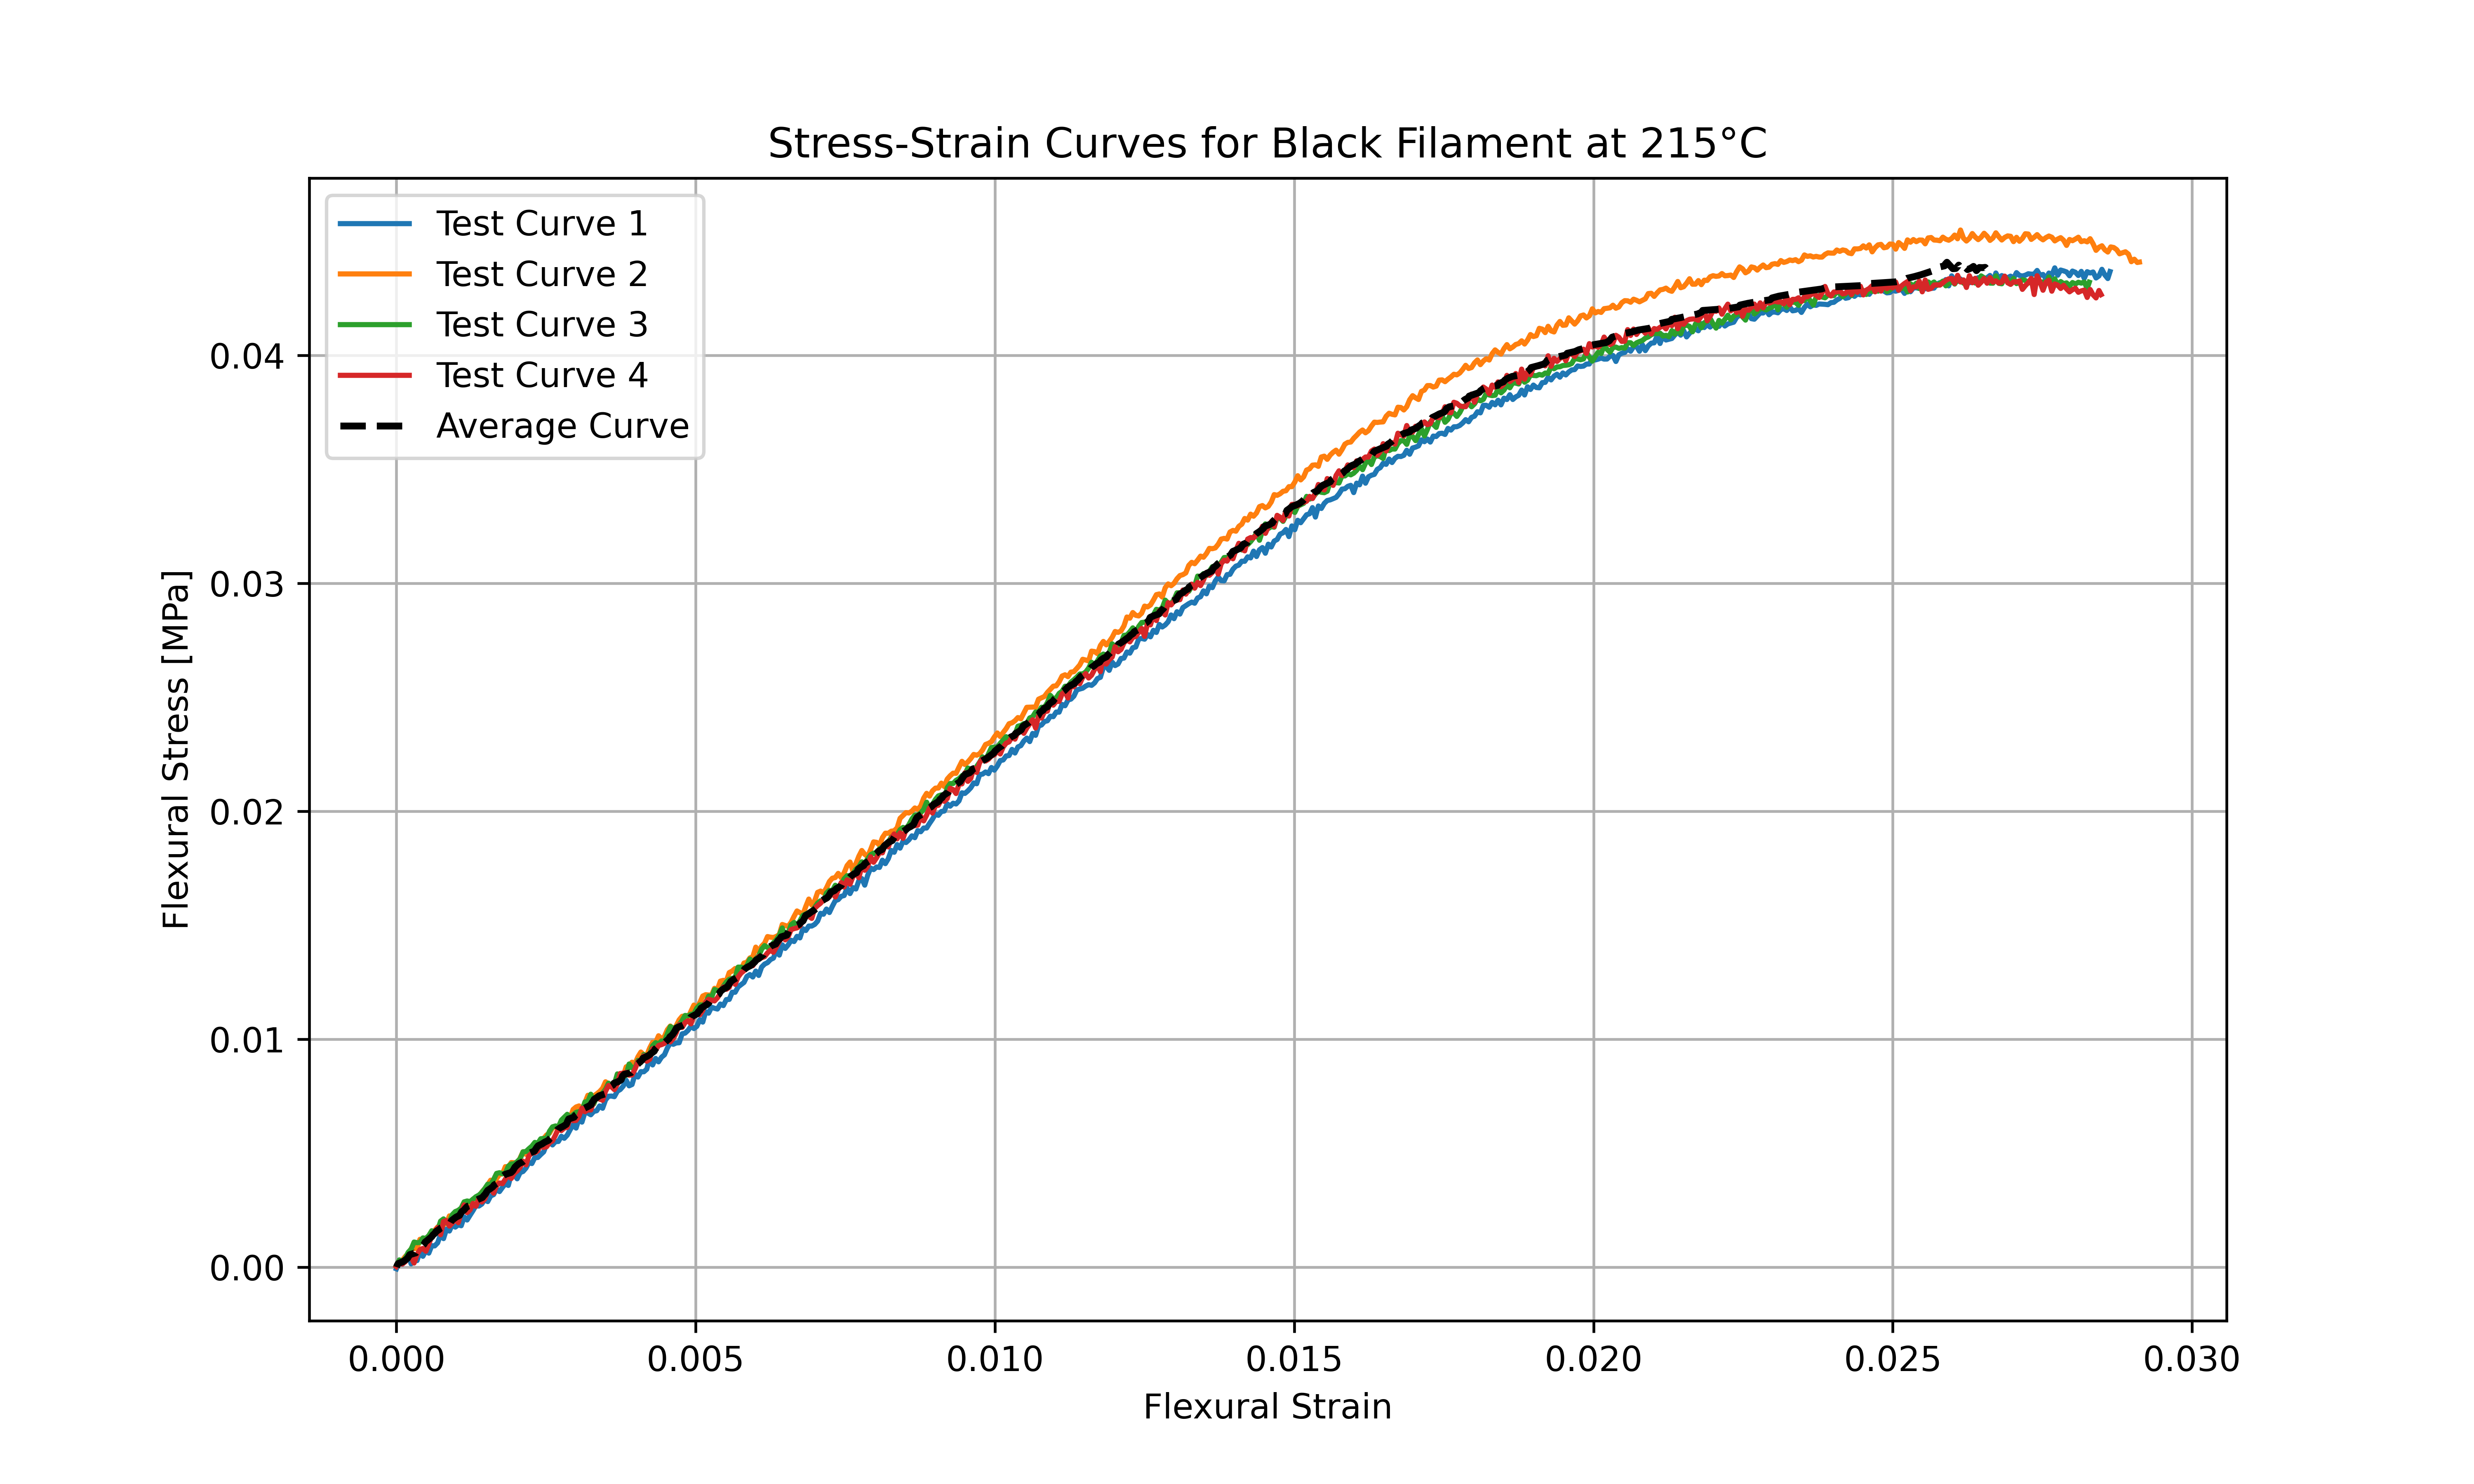 Stress-Strain Curves for Black Filament at 215°C
Test Curve 1
Test Curve 2
Test Curve 3
Test Curve 4
Average Curve
Flexural Stress [MPa]
0.04
0.03
0.02
0.01
0.00
0.000 0.005 0.010 0.015 0.020 0.025 0.030
Flexural Strain